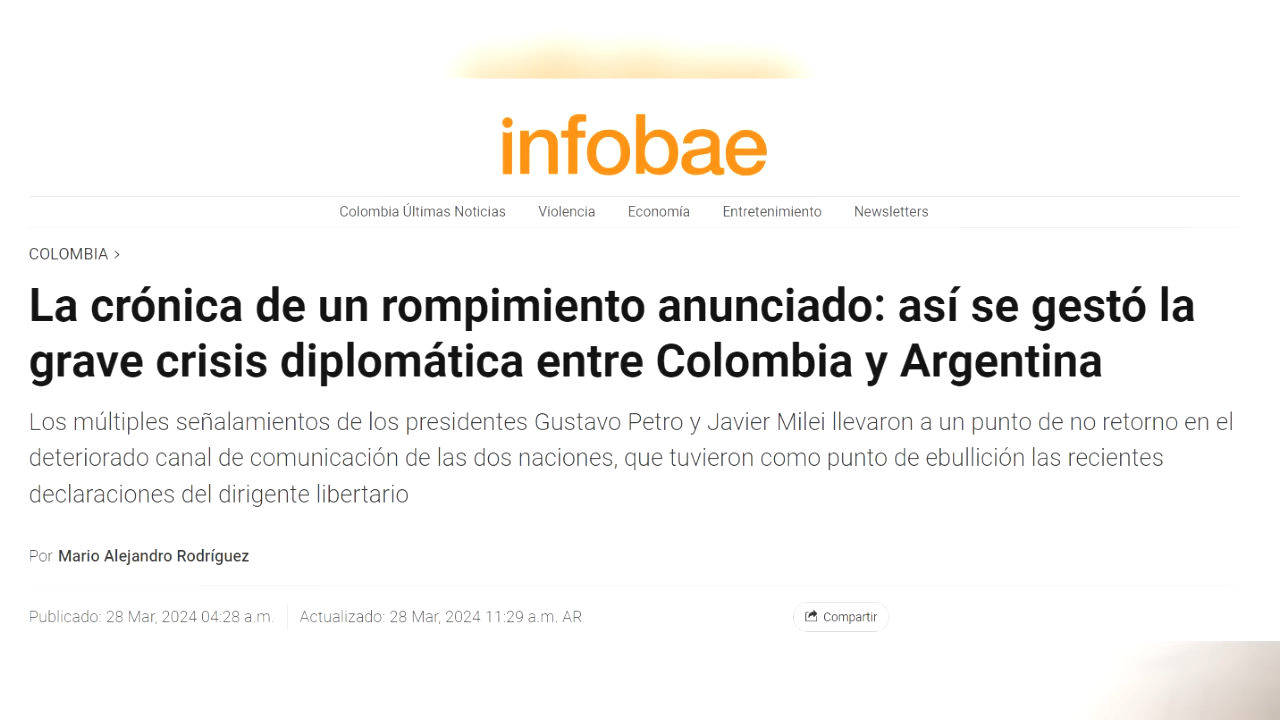 infobae
Colombia Últimas Noticias Violencia Economía Entretenimiento Newsletters
COLOMBIA >
La crónica de un rompimiento anunciado: así se gestó la
grave crisis diplomática entre Colombia y Argentina
Los múltiples señalamientos de los presidentes Gustavo Petro y Javier Milei llevaron a un punto de no retorno en el
deteriorado canal de comunicación de las dos naciones, que tuvieron como punto de ebullición las recientes
declaraciones del dirigente libertario
Por Mario Alejandro Rodríguez
Publicado: 28 Mar, 2024 04:28 a.m. Actualizado: 28 Mar, 2024 11:29 a.m. AR Compartir